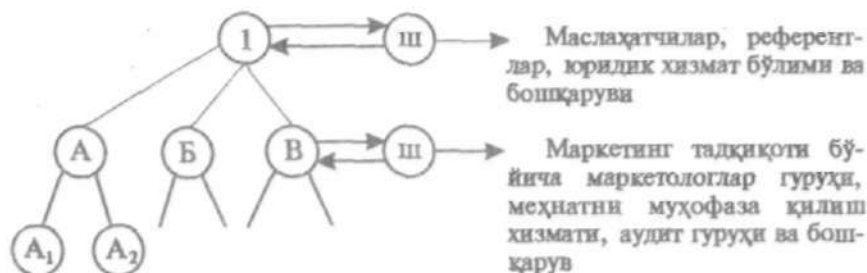 1
ш
Маслаҳатчилар, референт-
лар, юридик хизмат бўлими ва
бошқаруви
А
Б
В
ш
Маркетинг тадқиқоти бў-
йича маркетологлар гуруҳи,
меҳнатни муҳофаза қилиш
хизмати, аудит гуруҳи ва бош-
қарув
А₁
А₂